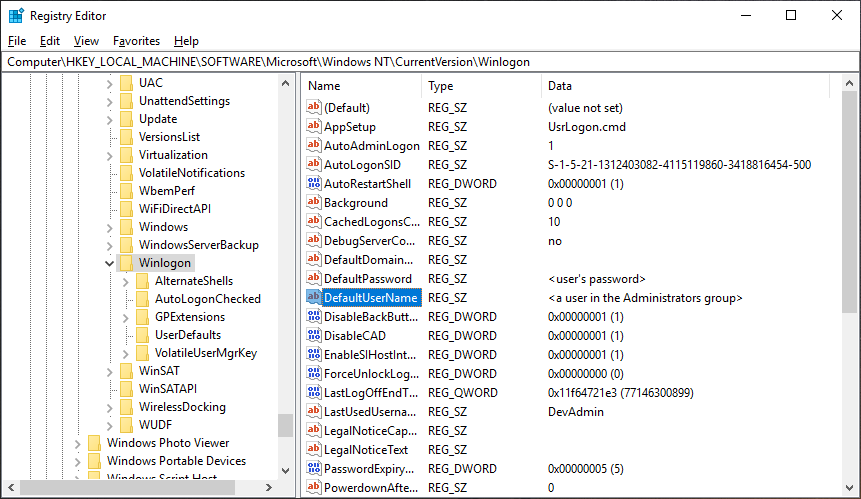 Registry Editor
File Edit View Favorites Help
Computer\HKEY_LOCAL_MACHINE\SOFTWARE\Microsoft\Windows NT\CurrentVersion\Winlogon
UAC
UnattendSettings
Update
VersionsList
Virtualization
VolatileNotifications
WbemPerf
WiFiDirectAPI
Windows
WindowsServerBackup
Winlogon
AlternateShells
AutoLogonChecked
GPExtensions
UserDefaults
VolatileUserMgrKey
WinSAT
WinSATAPI
WirelessDocking
WUDF
Windows Photo Viewer
Windows Portable Devices
Windows Script Host
Name Type Data
(Default) REG_SZ (value not set)
AppSetup REG_SZ UsrLogon.cmd
AutoAdminLogon REG_SZ 1
AutoLogonSID REG_SZ S-1-5-21-1312403082-4115119860-3418816454-500
AutoRestartShell REG_DWORD 0x00000001 (1)
Background REG_SZ 0 0 0
CachedLogonsC... REG_SZ 10
DebugServerCo... REG_SZ no
DefaultDomain... REG_SZ
DefaultPassword REG_SZ <user's password>
DefaultUserName REG_SZ <a user in the Administrators group>
DisableBackButt... REG_DWORD 0x00000001 (1)
DisableCAD REG_DWORD 0x00000001 (1)
EnableSIHostInt... REG_DWORD 0x00000001 (1)
ForceUnlockLog... REG_DWORD 0x00000000 (0)
LastLogOffEndT... REG_QWORD 0x11f64721e3 (77146300899)
LastUsedUserna... REG_SZ DevAdmin
LegalNoticeCap... REG_SZ
LegalNoticeText REG_SZ
PasswordExpiry... REG_DWORD 0x00000005 (5)
PowerdownAfte... REG_SZ 0